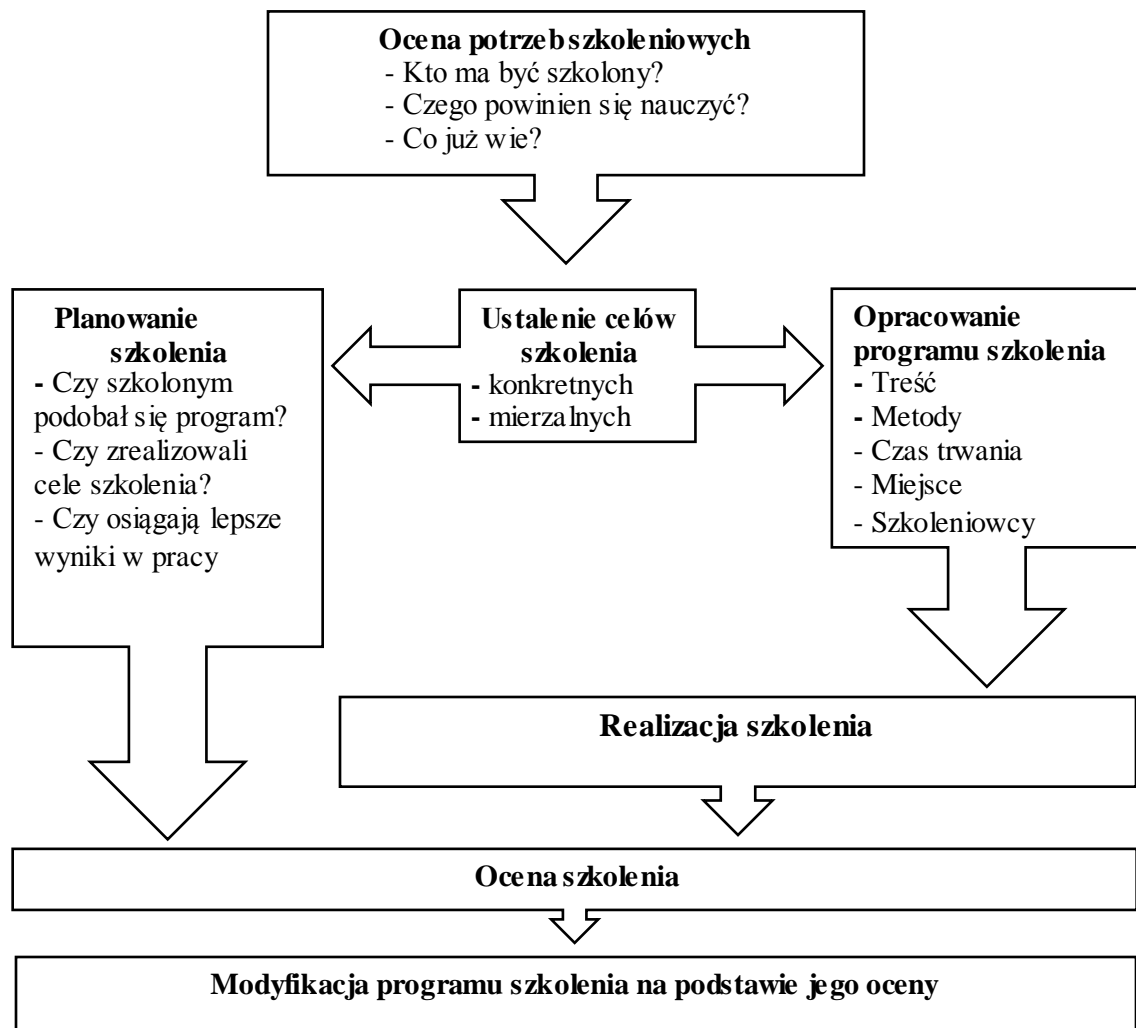 Ocena potrzeb szkoleniowych
- Kto ma być szkolony?
- Czego powinien się nauczyć?
- Co już wie?
Planowanie
szkolenia
- Czy szkolonym
podobał się program?
- Czy zrealizowali
cele szkolenia?
- Czy osiągają lepsze
wyniki w pracy
Ustalenie celów
szkolenia
- konkretnych
- mierzalnych
Opracowanie
programu szkolenia
- Treść
- Metody
- Czas trwania
- Miejsce
- Szkoleniowcy
Realizacja szkolenia
Ocena szkolenia
Modyfikacja programu szkolenia na podstawie jego oceny